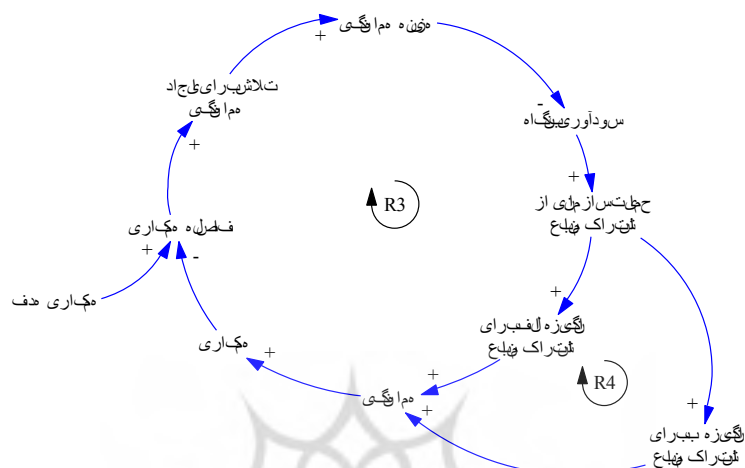 هزینه هماهنگی
+
تلاش برای ایجاد
هماهنگی
-
سودآوری بنگاه
+
+
R3
حمایت سازمانی از
اشتراک منابع
فاصله همکاری
+
-
همکاری هدف
+
همکاری
+
انگیزه الف برای
اشتراک منابع
+
R4
هماهنگی
+
+
انگیزه ب برای
اشتراک منابع